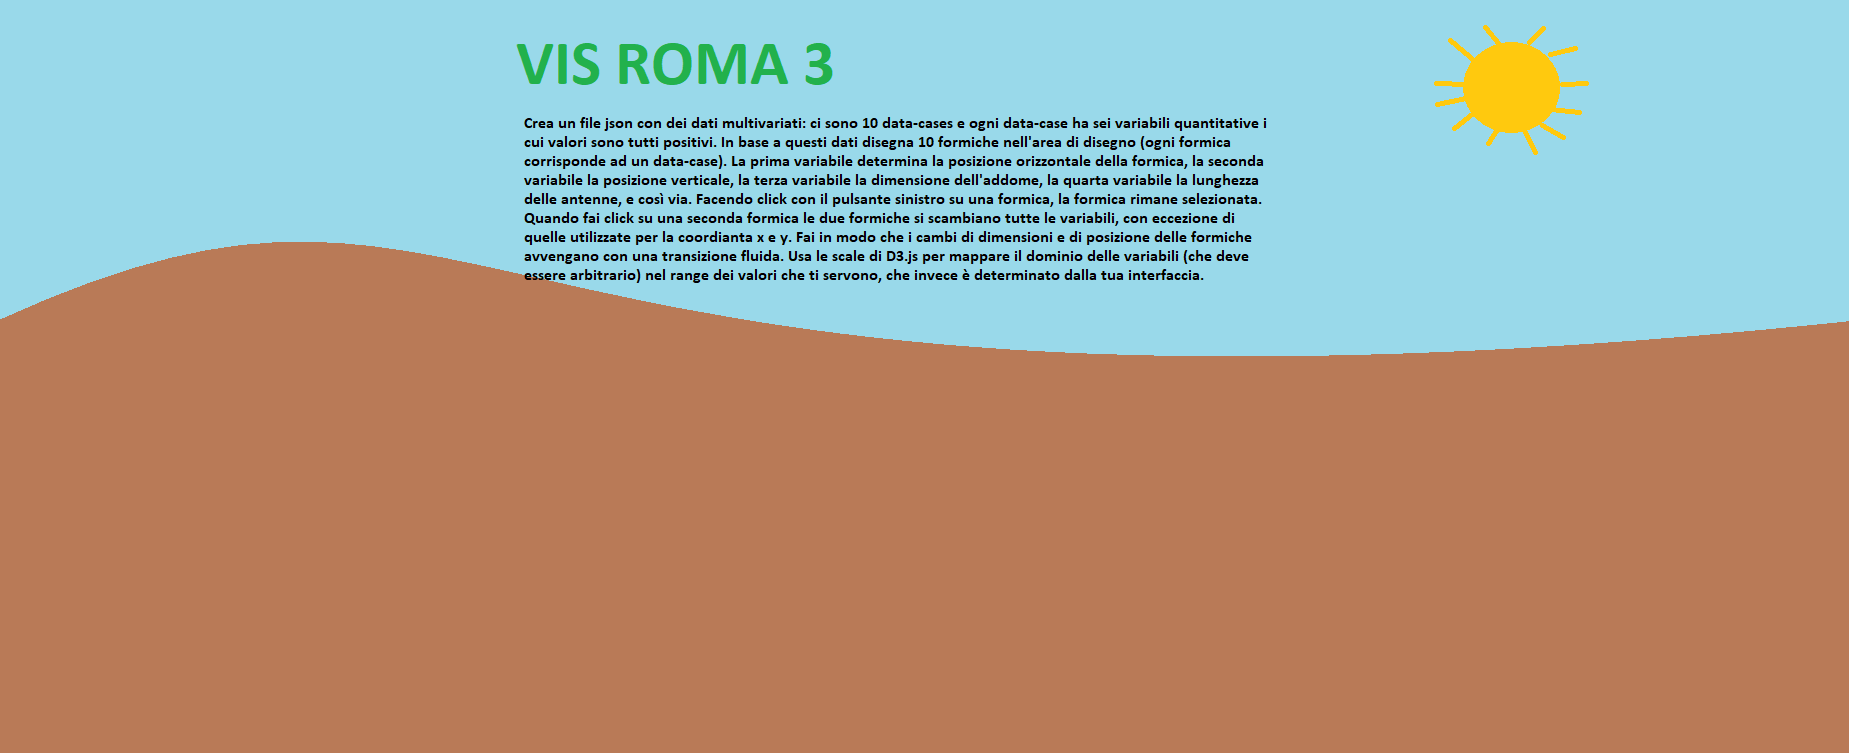 VIS ROMA 3
Crea un file json con dei dati multivariati: ci sono 10 data-cases e ogni data-case ha sei variabili quantitative i
cui valori sono tutti positivi. In base a questi dati disegna 10 formiche nell'area di disegno (ogni formica
corrisponde ad un data-case). La prima variabile determina la posizione orizzontale della formica, la seconda
variabile la posizione verticale, la terza variabile la dimensione dell'addome, la quarta variabile la lunghezza
delle antenne, e così via. Facendo click con il pulsante sinistro su una formica, la formica rimane selezionata.
Quando fai click su una seconda formica le due formiche si scambiano tutte le variabili, con eccezione di
quelle utilizzate per la coordianta x e y. Fai in modo che i cambi di dimensioni e di posizione delle formiche
avvengano con una transizione fluida. Usa le scale di D3.js per mappare il dominio delle variabili (che deve
essere arbitrario) nel range dei valori che ti servono, che invece è determinato dalla tua interfaccia.